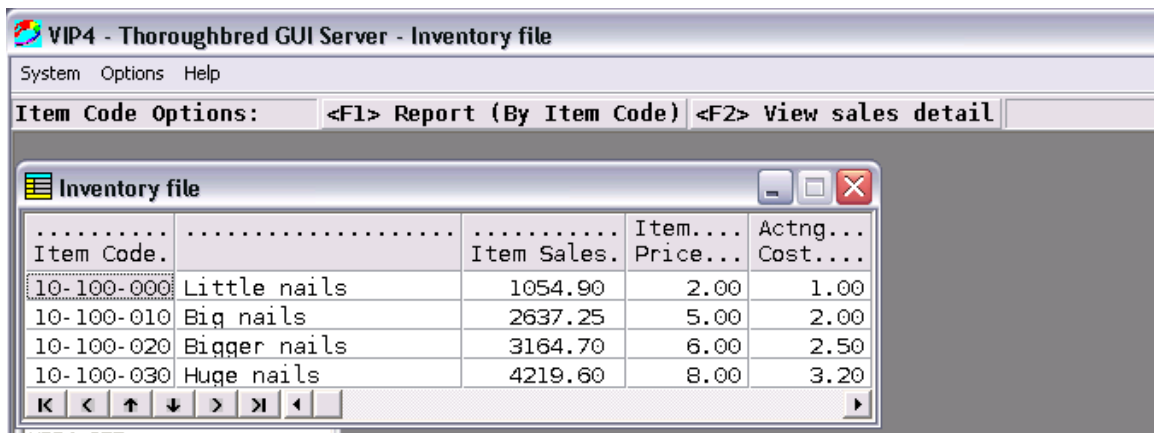 VIP4 - Thoroughbred GUI Server - Inventory file
System Options Help
Item Code Options: <F1> Report (By Item Code) <F2> View sales detail
Inventory file
.......... ..................... ........... Item.... Actng...
Item Code. Item Sales. Price... Cost....
10-100-000 Little nails 1054.90 2.00 1.00
10-100-010 Big nails 2637.25 5.00 2.00
10-100-020 Bigger nails 3164.70 6.00 2.50
10-100-030 Huge nails 4219.60 8.00 3.20